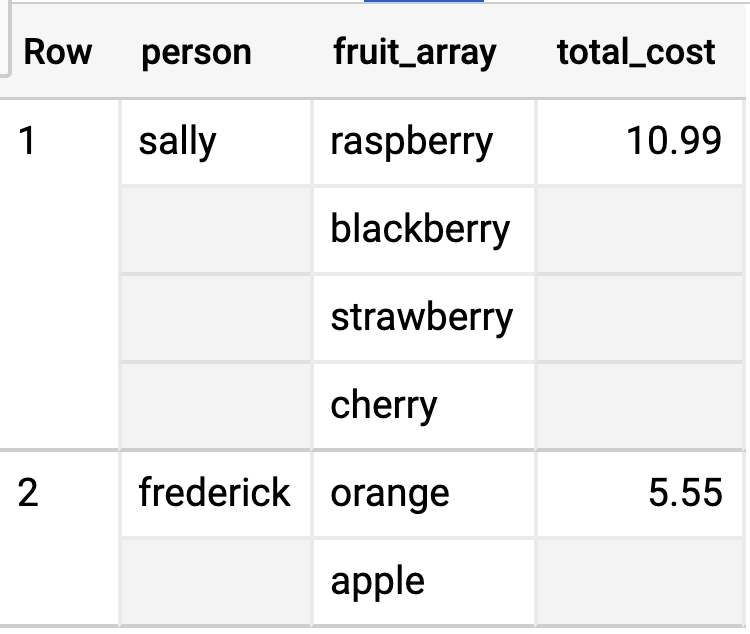 Row person fruit_array total_cost
1 sally raspberry 10.99
blackberry
strawberry
cherry
2 frederick orange 5.55
apple